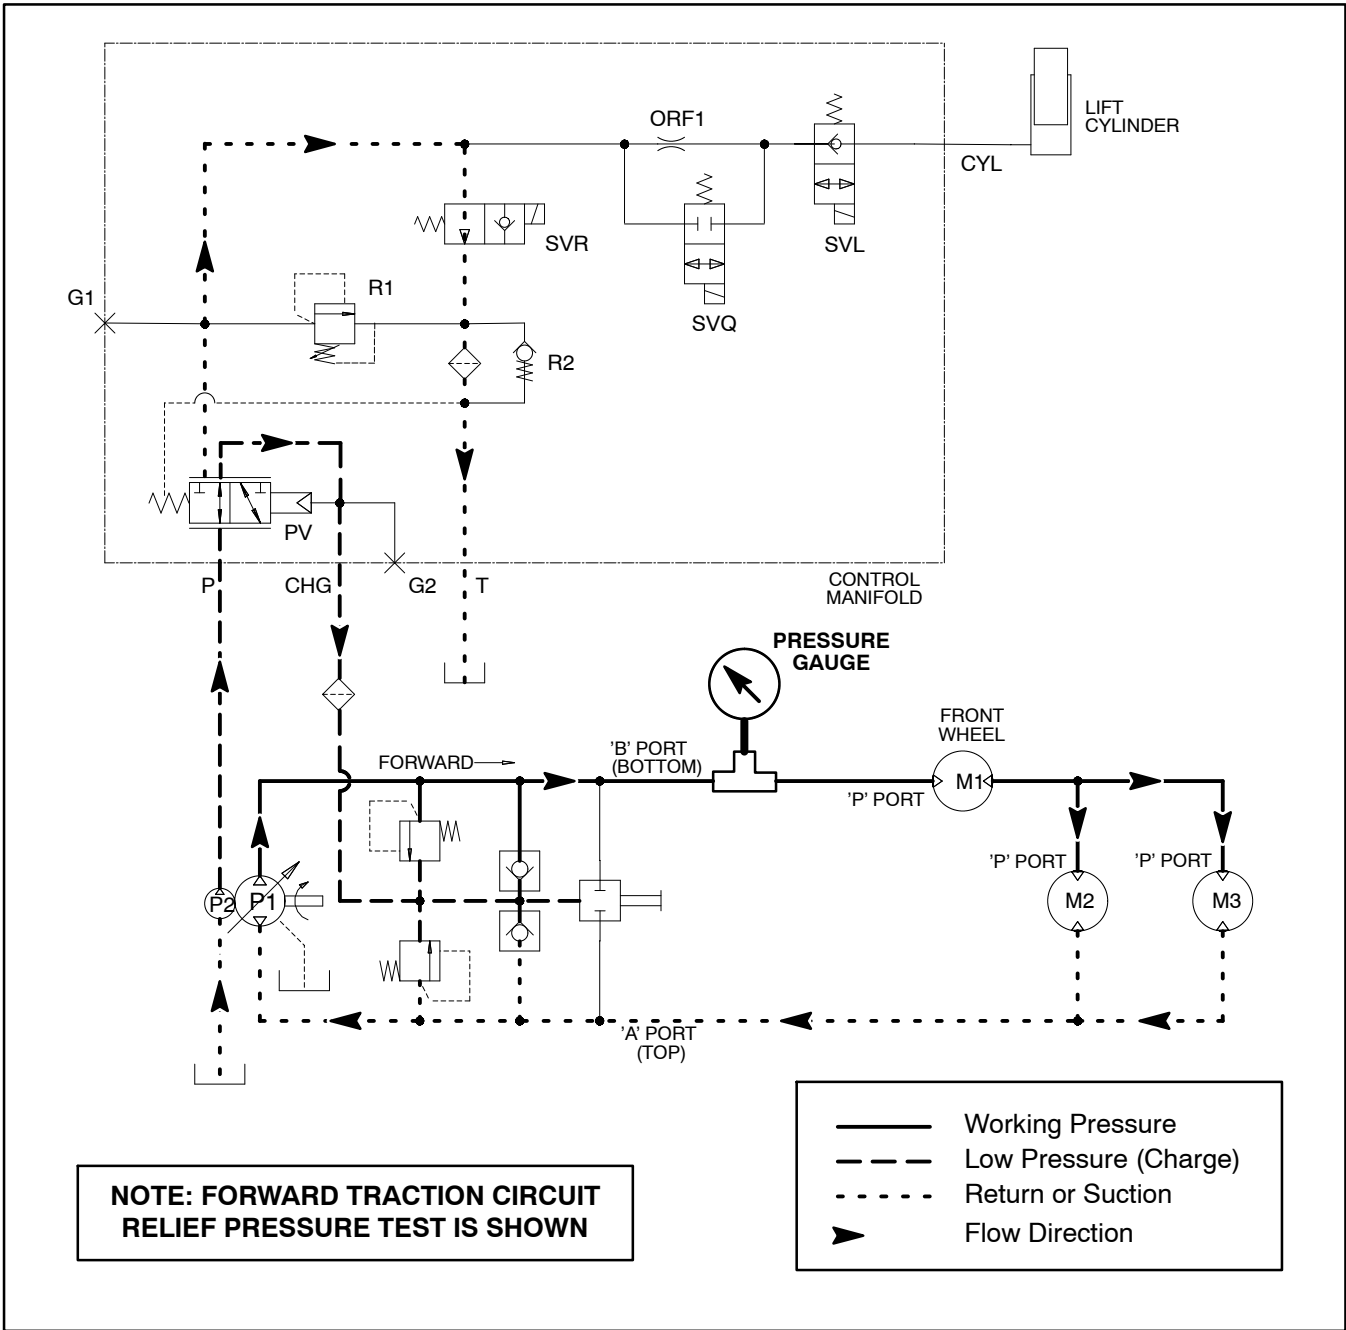 ORF1
LIFT
CYLINDER
CYL
SVR
SVL
R1
G1
SVQ
R2
PV
P
CHG
G2
T
CONTROL
MANIFOLD
PRESSURE
GAUGE
FRONT
WHEEL
'B' PORT
(BOTTOM)
FORWARD
M1
'P' PORT
'P' PORT
'P' PORT
P2
P1
M2
M3
'A' PORT
(TOP)
Working Pressure
Low Pressure (Charge)
Return or Suction
Flow Direction
NOTE: FORWARD TRACTION CIRCUIT
RELIEF PRESSURE TEST IS SHOWN